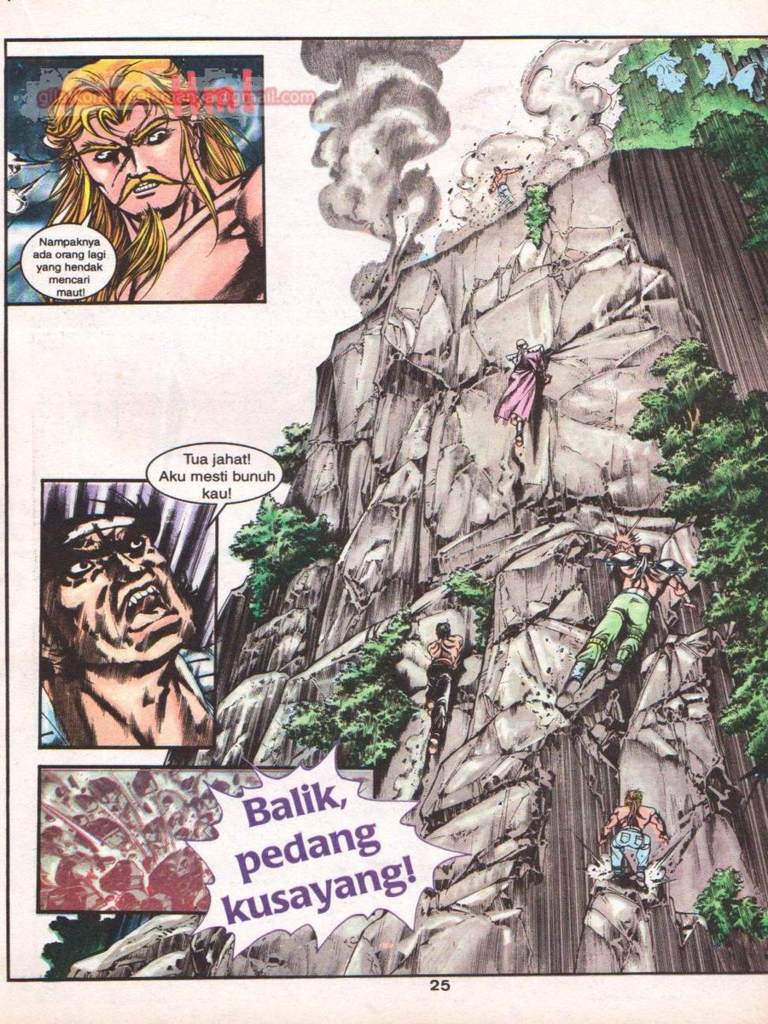 Hm!
Nampaknya
ada orang lagi
yang hendak
mencari
maut!
Tua jahat!
Aku mesti bunuh
kau!
Balik,
pedang
kusayang!
25